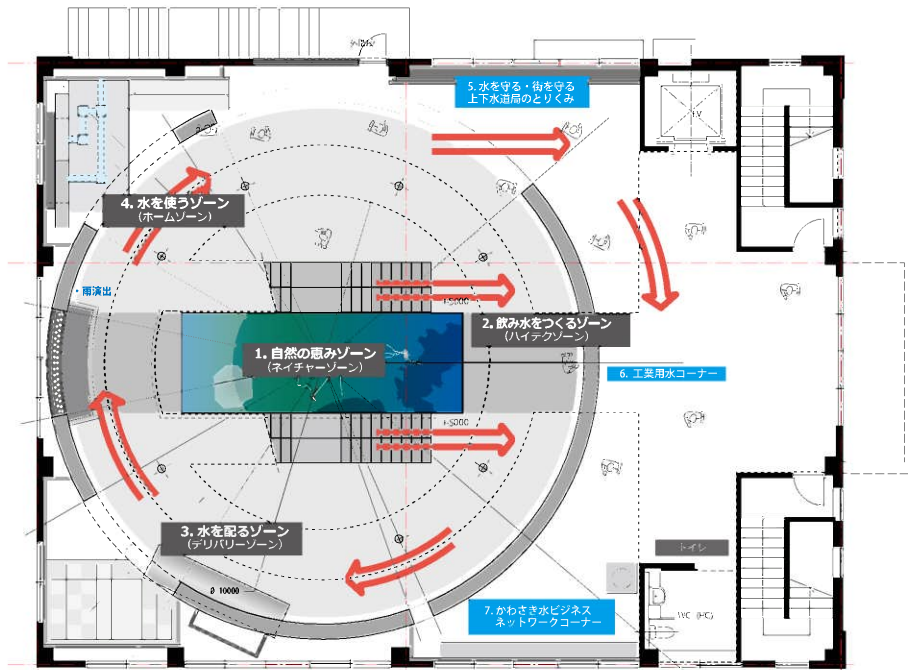 5. 水を守る・街を守る
上下水道局のとりくみ
EV
4. 水を使うゾーン
(ホームゾーン)
・雨演出
2. 飲み水をつくるゾーン
(ハイテクゾーン)
1. 自然の恵みゾーン
(ネイチャーゾーン)
6. 工業用水コーナー
3. 水を配るゾーン
(デリバリーゾーン)
トイレ
Ø 10000
7. かわさき水ビジネス
ネットワークコーナー
WC (HC)